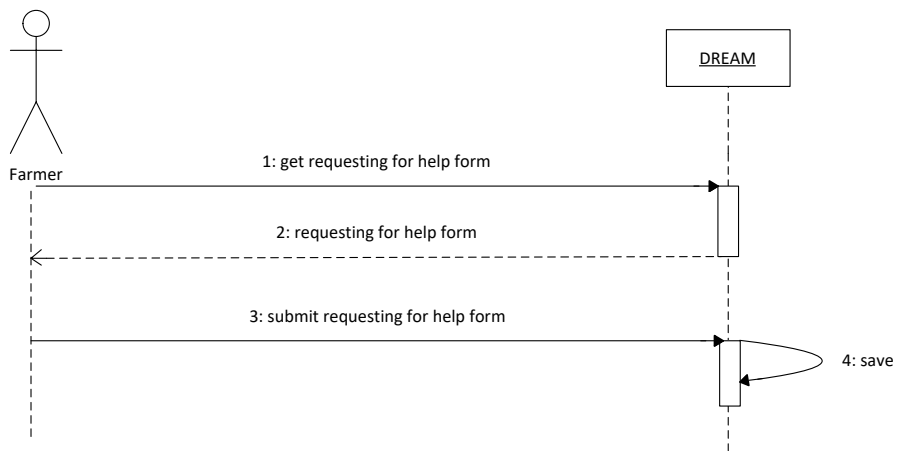 DREAM
Farmer
1: get requesting for help form
2: requesting for help form
3: submit requesting for help form
4: save